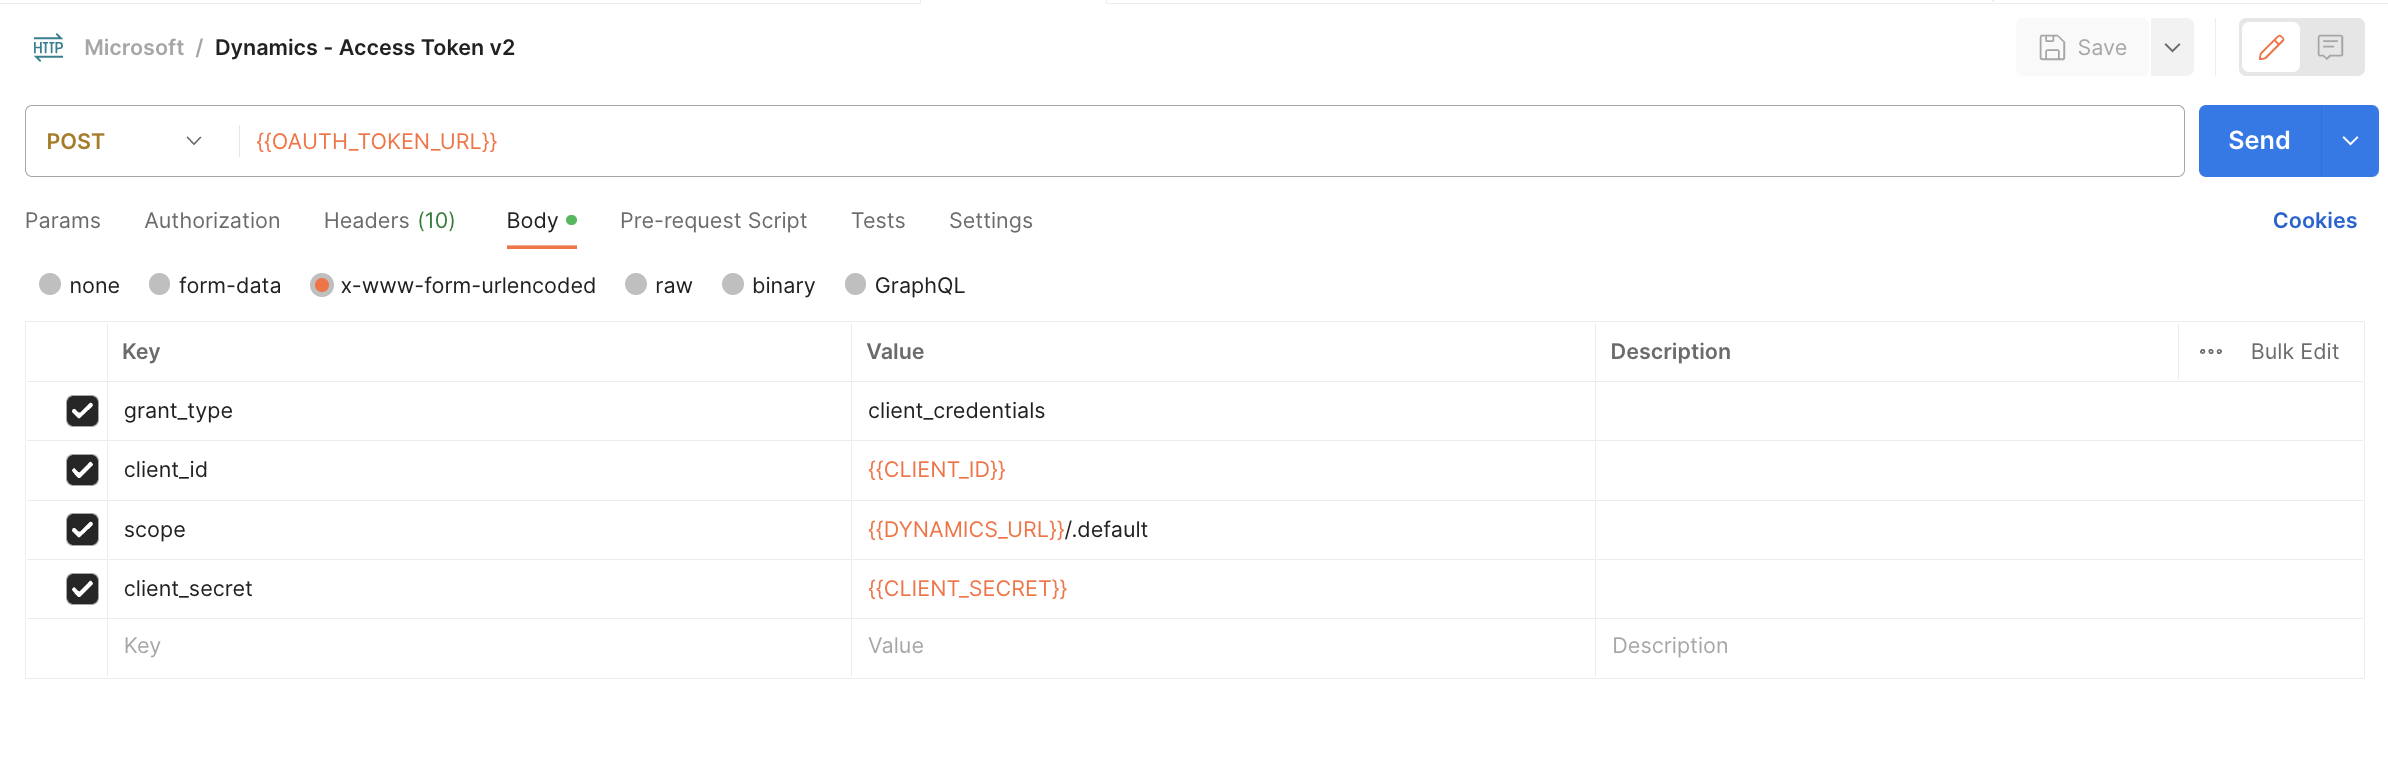 HTTP Microsoft / Dynamics - Access Token v2 Save
POST {{OAUTH_TOKEN_URL}} Send
Params Authorization Headers (10) Body Pre-request Script Tests Settings Cookies
none form-data x-www-form-urlencoded raw binary GraphQL
Key Value Description Bulk Edit
grant_type client_credentials
client_id {{CLIENT_ID}}
scope {{DYNAMICS_URL}}/.default
client_secret {{CLIENT_SECRET}}
Key Value Description